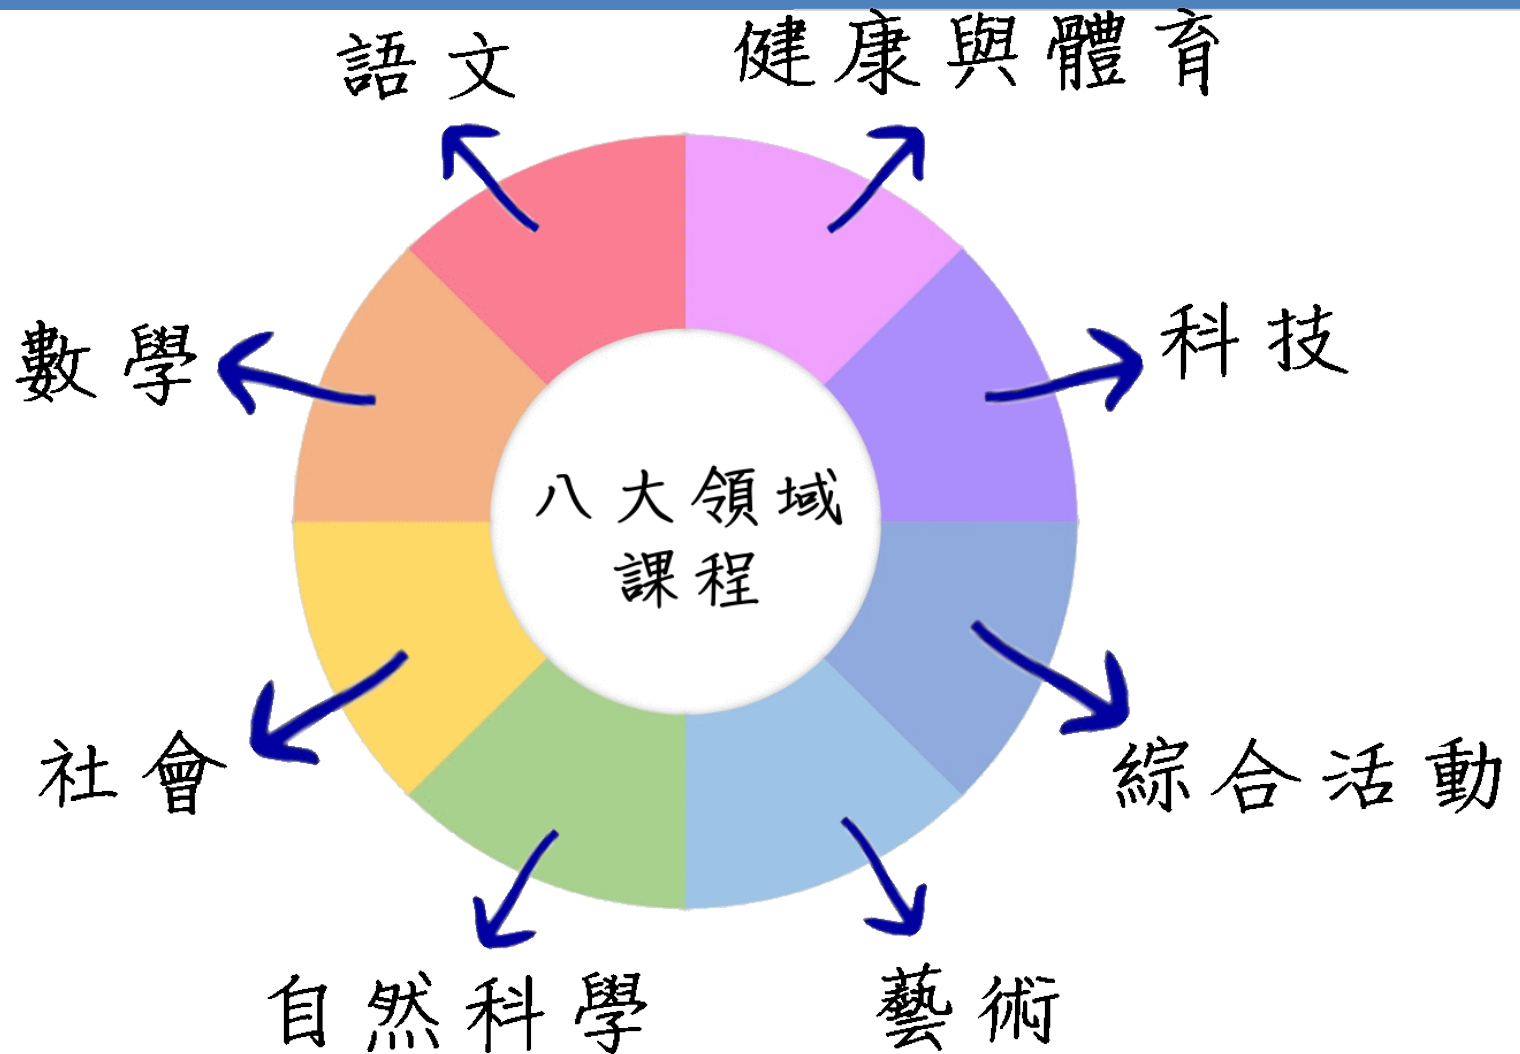 語文
健康與體育
數學
科技
八大領域
課程
社會
綜合活動
自然科學
藝術